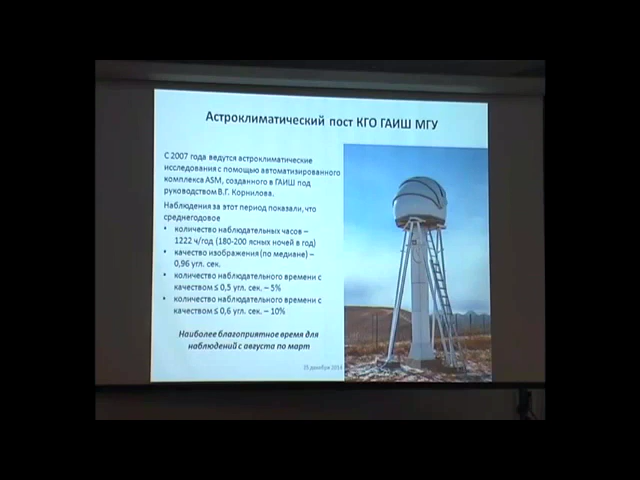 Астроклиматический пост КГО ГАИШ МГУ
С 2007 года ведутся астроклиматические
исследования с помощью автоматизированного
комплекса ASM, созданного в ГАИШ под
руководством В.Г. Корнилова.
Наблюдения за этот период показали, что
среднегодовое
• количество наблюдательных часов –
1222 ч/год (180-200 ясных ночей в год)
• качество изображения (по медиане) –
0,96 угл. сек.
• количество наблюдательного времени с
качеством ≤ 0,5 угл. сек. – 5%
• количество наблюдательного времени с
качеством ≤ 0,6 угл. сек. – 10%
Наиболее благоприятное время для
наблюдений с августа по март
декабря 2014